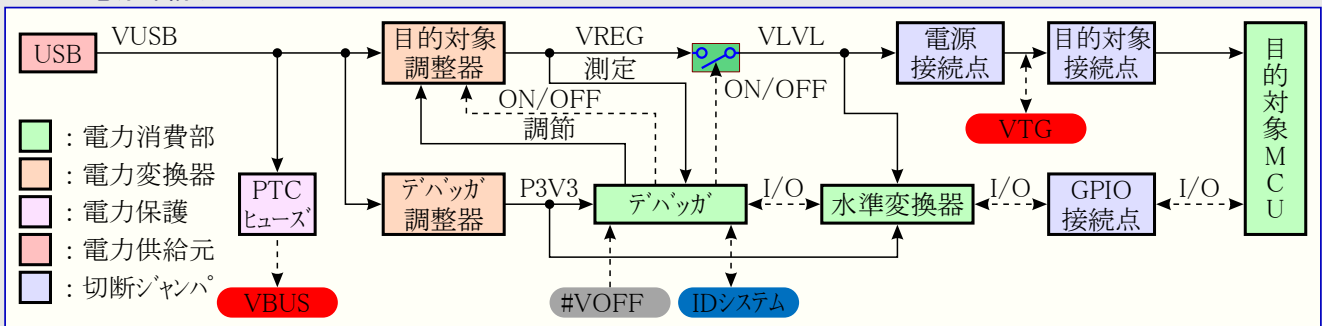 USB
VUSB
目的対象
調整器
VREG
測定
VLVL
電源
接続点
目的対象
接続点
目的対象MCU
ON/OFF
調節
ON/OFF
VTG
:電力消費部
:電力変換器
:電力保護
:電力供給元
:切断ジャンパ
PTC
ヒューズ
デバッガ
調整器
P3V3
デバッガ
I/O
水準変換器
I/O
GPIO
接続点
I/O
VBUS
#VOFF
IDシステム